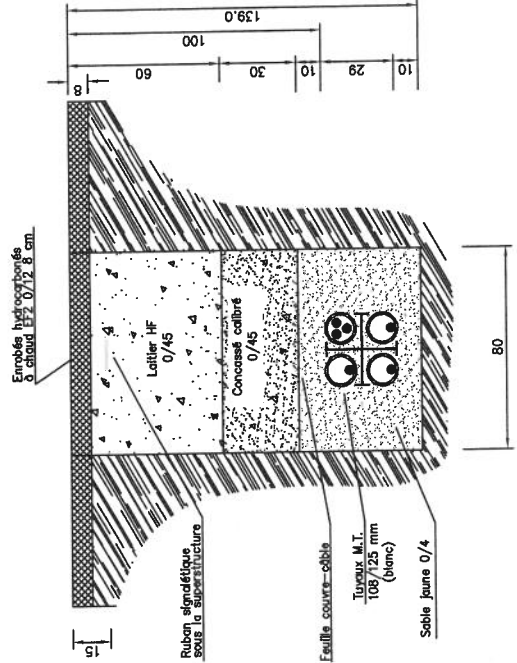 Enrobés hydrocarbonés
à chaud EF2 0/12 8 cm
15
8
60
30
10
29
10
100
139.0
Laitier HF
0/45
Concassé calibré
0/45
Ruban signalétique
sous la superstructure
Feuille couvre-câble
Tuyaux M.T.
108/125 mm
(blanc)
Sable jaune 0/4
80